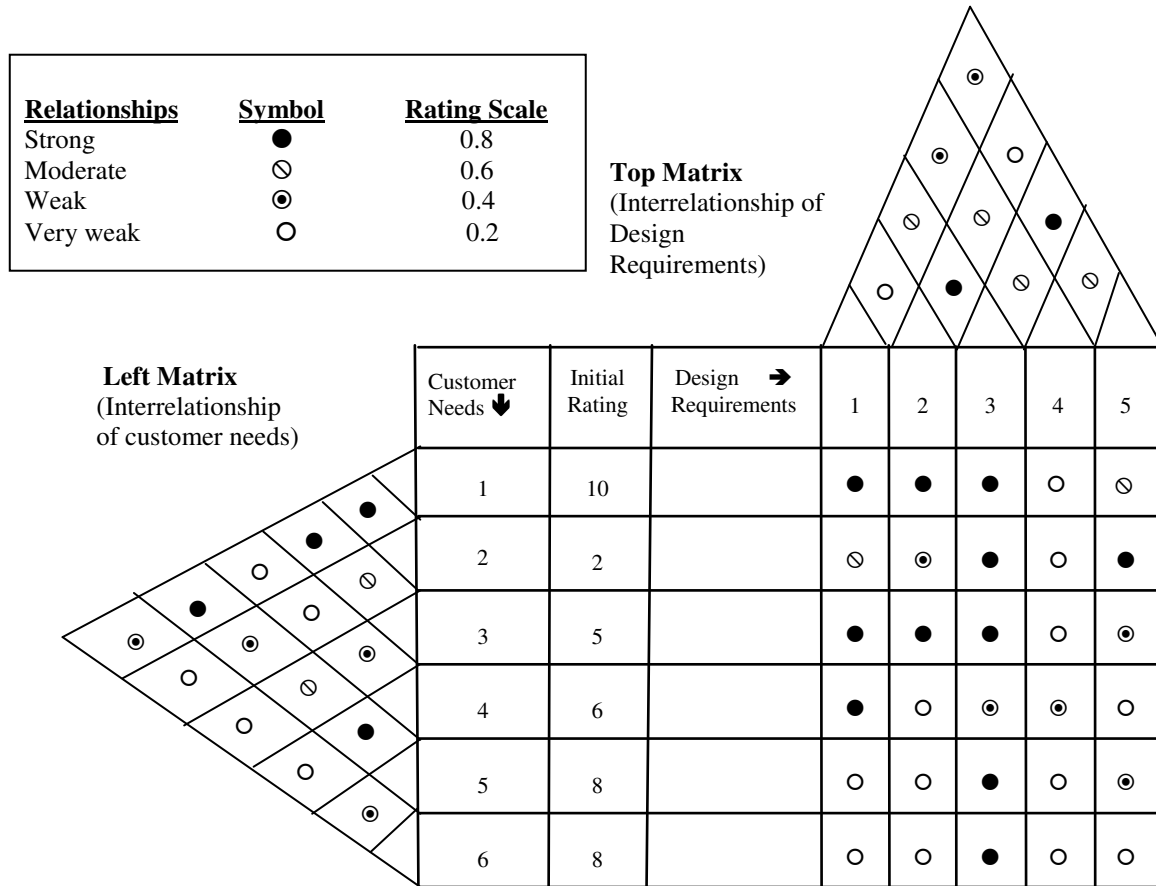 Relationships Symbol Rating Scale
Strong 0.8
Moderate 0.6
Weak 0.4
Very weak 0.2
Top Matrix
(Interrelationship of
Design
Requirements)
Left Matrix
(Interrelationship
of customer needs)
Customer Initial Design
Needs Rating Requirements
1 2 3 4 5
1 10
2 2
3 5
4 6
5 8
6 8